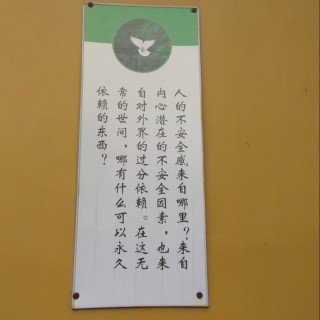 人的不安全感来自哪里？来自
内心潜在的不安全因素，也来
自对外界的过分依赖。在这无
常的世间，哪有什么可以永久
依赖的东西？